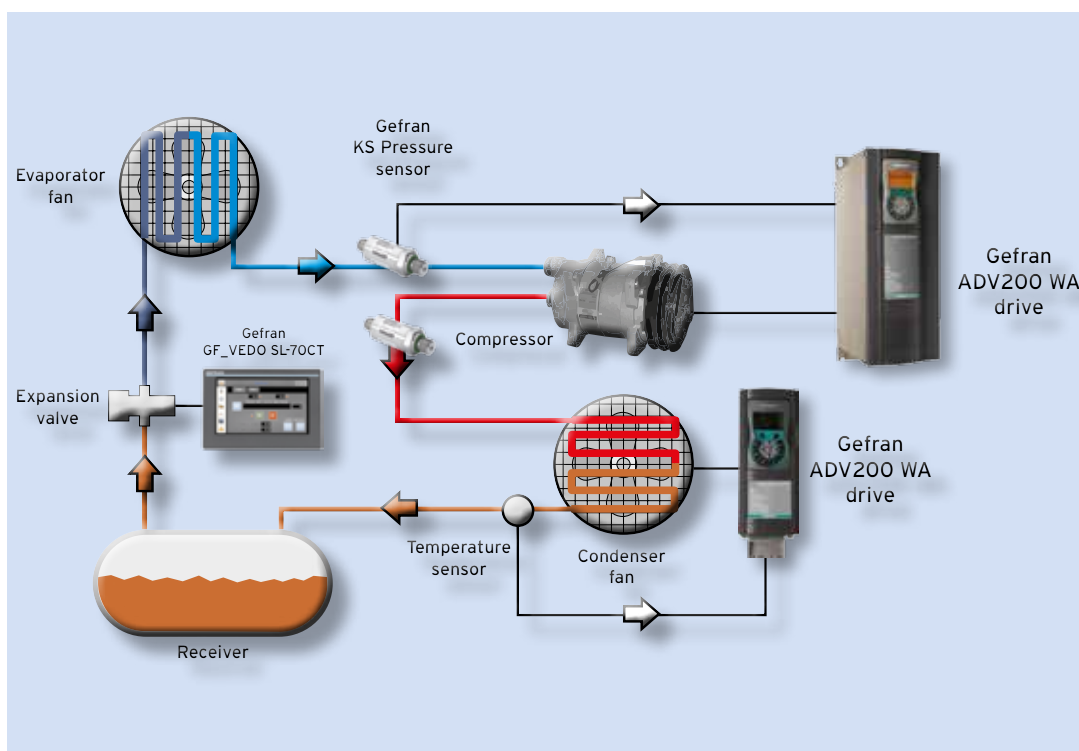 Gefran
KS Pressure
sensor
Evaporator
fan
Gefran
ADV200 WA
drive
Gefran
GF_VEDO SL-70CT
Compressor
Expansion
valve
Gefran
ADV200 WA
drive
Temperature
sensor
Condenser
fan
Receiver